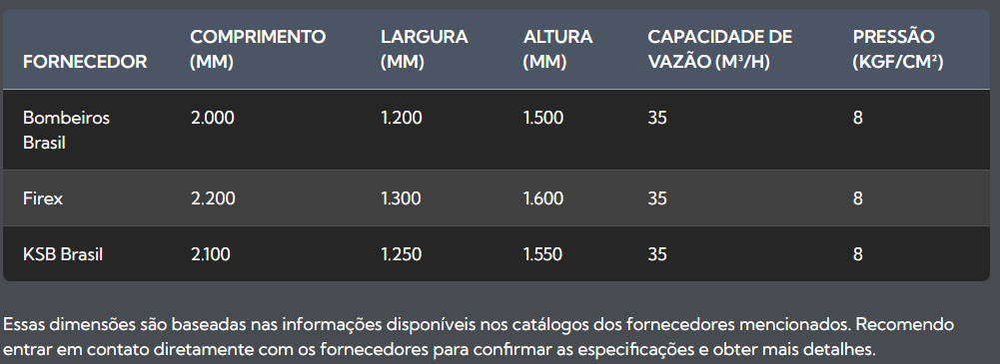 FORNECEDOR COMPRIMENTO (MM) LARGURA (MM) ALTURA (MM) CAPACIDADE DE VAZÃO (M³/H) PRESSÃO (KGF/CM²)
Bombeiros Brasil 2.000 1.200 1.500 35 8
Firex 2.200 1.300 1.600 35 8
KSB Brasil 2.100 1.250 1.550 35 8
Essas dimensões são baseadas nas informações disponíveis nos catálogos dos fornecedores mencionados. Recomendo
entrar em contato diretamente com os fornecedores para confirmar as especificações e obter mais detalhes.